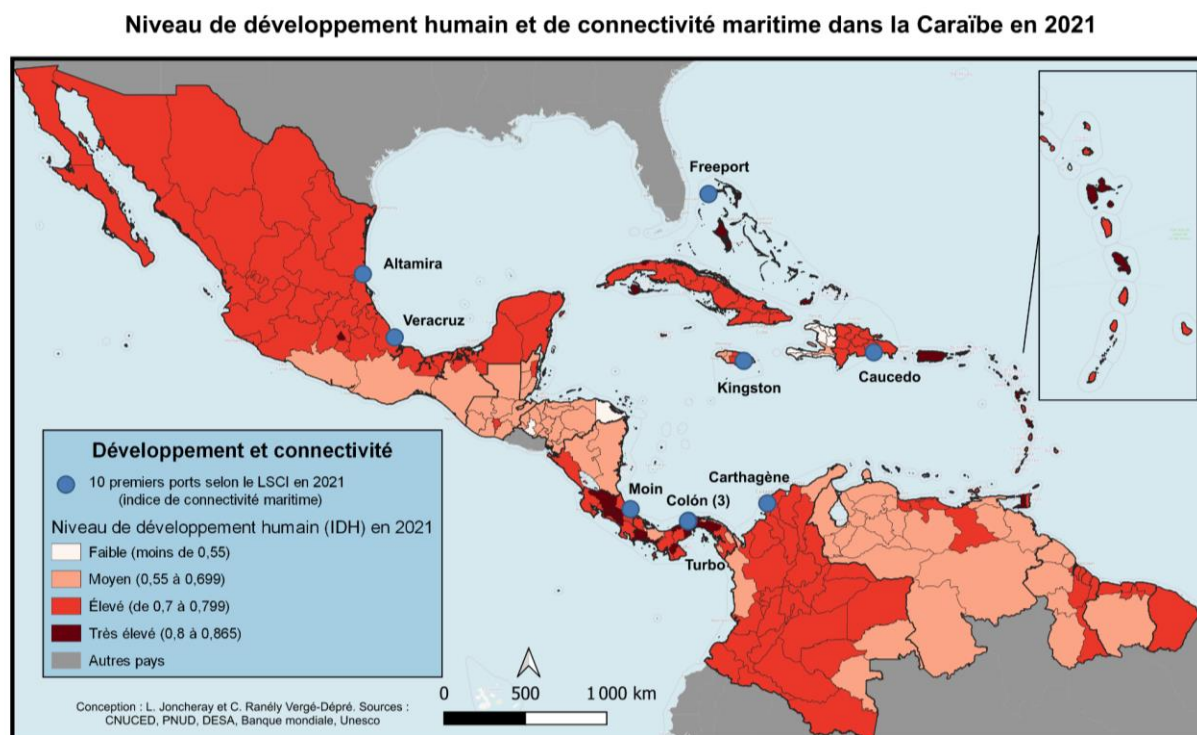 Niveau de développement humain et de connectivité maritime dans la Caraïbe en 2021
Freeport
Altamira
Veracruz
Kingston
Caucedo
Moin
Colón (3)
Carthagène
Turbo
Développement et connectivité
10 premiers ports selon le LSCI en 2021
(indice de connectivité maritime)
Niveau de développement humain (IDH) en 2021
Faible (moins de 0,55)
Moyen (0,55 à 0,699)
Élevé (de 0,7 à 0,799)
Très élevé (0,8 à 0,865)
Autres pays
0 500 1 000 km
Conception : L. Joncheray et C. Ranély Vergé-Dépré. Sources :
CNUCED, PNUD, DESA, Banque mondiale, Unesco